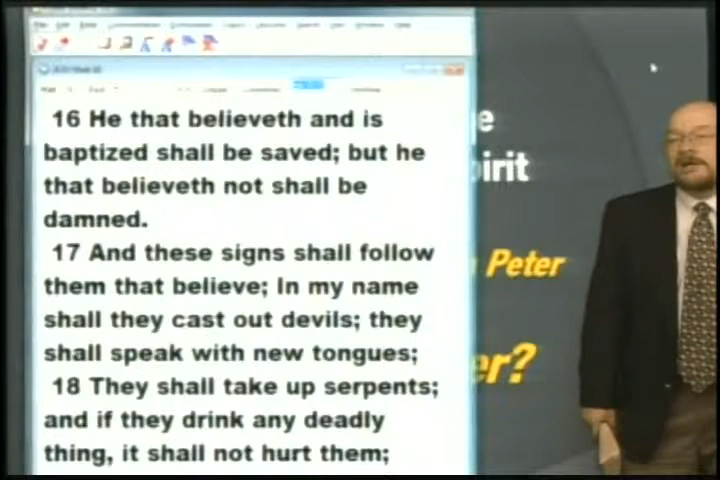 16 He that believeth and is
baptized shall be saved; but he
that believeth not shall be
damned.
17 And these signs shall follow
them that believe; In my name
shall they cast out devils; they
shall speak with new tongues;
18 They shall take up serpents;
and if they drink any deadly
thing, it shall not hurt them;
Peter